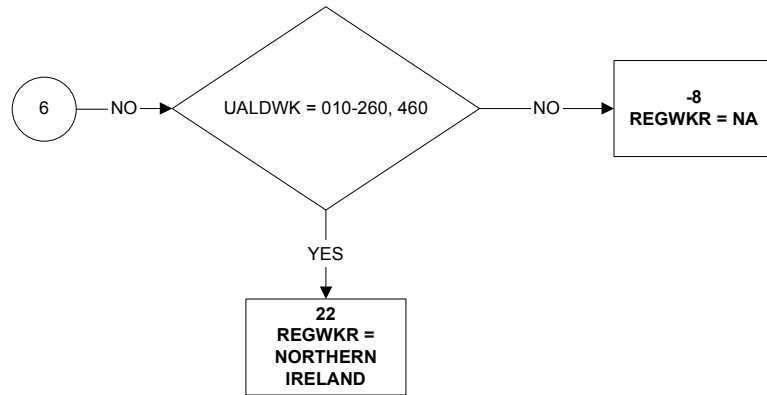 6
NO
UALDWK = 010-260, 460
NO
-8
REGWKR = NA
YES
22
REGWKR =
NORTHERN
IRELAND